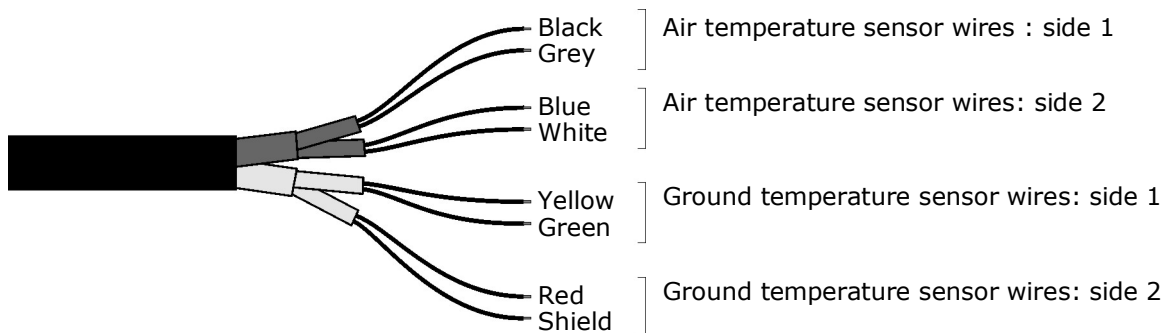 Black
Grey
Air temperature sensor wires : side 1
Blue
White
Air temperature sensor wires: side 2
Yellow
Green
Ground temperature sensor wires: side 1
Red
Shield
Ground temperature sensor wires: side 2